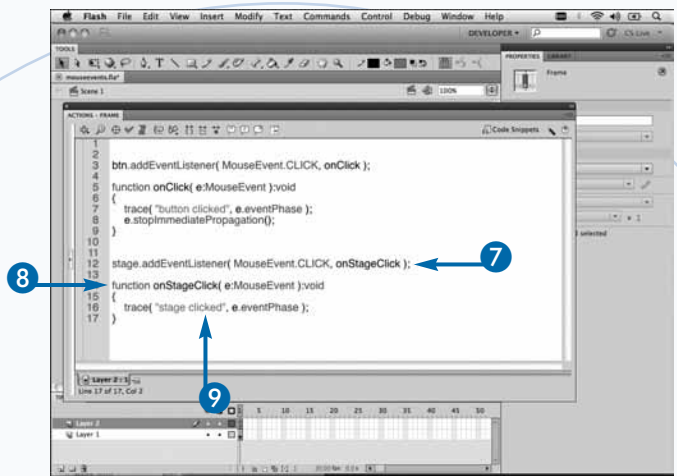 Flash File Edit View Insert Modify Text Commands Control Debug Window Help
DEVELOPER CS Live
TOOLS
PROPERTIES LIBRARY
mouseevents.fla*
Frame
Scene 1 100%
ACTIONS - FRAME
Code Snippets
1
2
3 btn.addEventListener( MouseEvent.CLICK, onClick );
4
5 function onClick( e:MouseEvent ):void
6 {
7 trace( "button clicked", e.eventPhase );
8 e.stopImmediatePropagation();
9 }
10
11
12 stage.addEventListener( MouseEvent.CLICK, onStageClick ); 7
13
8 14 function onStageClick( e:MouseEvent ):void
15 {
16 trace( "stage clicked", e.eventPhase );
17 }
9
x 1
selected
Layer 2 : 1
Line 17 of 17, Col 2
5 10 15 20 25 30 35 40 45 50
Layer 2
Layer 1